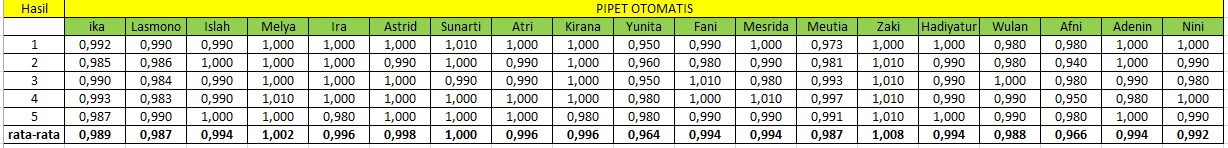 Hasil PIPET OTOMATIS
ika Lasmono Islah Melya Ira Astrid Sunarti Atri Kirana Yunita Fani Mesrida Meutia Zaki Hadiyatur Wulan Afni Adenin Nini
1 0,992 0,990 0,990 1,000 1,000 1,000 1,010 1,000 1,000 0,950 0,990 1,000 0,973 1,000 1,000 0,980 0,980 1,000 1,000
2 0,985 0,986 1,000 1,000 1,000 0,990 1,000 0,990 1,000 0,960 0,980 0,990 0,981 1,010 0,990 0,980 0,940 1,000 0,990
3 0,990 0,984 0,990 1,000 1,000 1,000 0,990 0,990 1,000 0,950 1,010 0,980 0,993 1,010 0,990 1,000 0,980 0,990 0,980
4 0,993 0,983 0,990 1,010 1,000 1,000 1,000 1,000 1,000 0,980 1,000 1,010 0,997 1,010 0,990 0,990 0,950 0,980 1,000
5 0,987 0,990 1,000 1,000 0,980 1,000 1,000 1,000 0,980 0,980 0,990 0,990 0,991 1,010 1,000 0,990 0,980 1,000 0,990
rata-rata 0,989 0,987 0,994 1,002 0,996 0,998 1,000 0,996 0,996 0,964 0,994 0,994 0,987 1,008 0,994 0,988 0,966 0,994 0,992